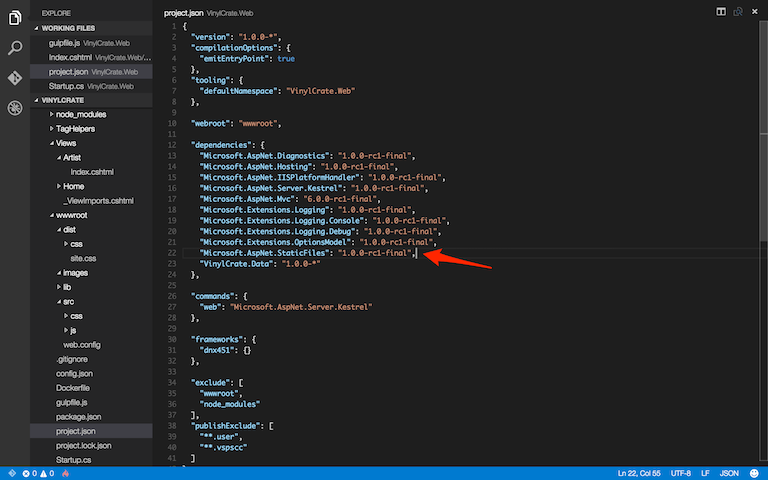 EXPLORE
WORKING FILES
gulpfile.js VinylCrate.Web
Index.cshtml VinylCrate.Web/...
project.json VinylCrate.Web
Startup.cs VinylCrate.Web
VINYLCRATE
node_modules
TagHelpers
Views
Artist
Index.cshtml
Home
_ViewImports.cshtml
wwwroot
dist
css
site.css
images
lib
src
css
js
web.config
.gitignore
config.json
Dockerfile
gulpfile.js
package.json
project.json
project.lock.json
Startup.cs
project.json VinylCrate.Web
1 {
2 "version": "1.0.0-*",
3 "compilationOptions": {
4 "emitEntryPoint": true
5 },
6 "tooling": {
7 "defaultNamespace": "VinylCrate.Web"
8 },
9
10 "webroot": "wwwroot",
11
12 "dependencies": {
13 "Microsoft.AspNet.Diagnostics": "1.0.0-rc1-final",
14 "Microsoft.AspNet.Hosting": "1.0.0-rc1-final",
15 "Microsoft.AspNet.IISPlatformHandler": "1.0.0-rc1-final",
16 "Microsoft.AspNet.Server.Kestrel": "1.0.0-rc1-final",
17 "Microsoft.AspNet.Mvc": "6.0.0-rc1-final",
18 "Microsoft.Extensions.Logging": "1.0.0-rc1-final",
19 "Microsoft.Extensions.Logging.Console": "1.0.0-rc1-final",
20 "Microsoft.Extensions.Logging.Debug": "1.0.0-rc1-final",
21 "Microsoft.Extensions.OptionsModel": "1.0.0-rc1-final",
22 "Microsoft.AspNet.StaticFiles": "1.0.0-rc1-final",
23 "VinylCrate.Data": "1.0.0-*"
24 },
25
26 "commands": {
27 "web": "Microsoft.AspNet.Server.Kestrel"
28 },
29
30 "frameworks": {
31 "dnx451": {}
32 },
33
34 "exclude": [
35 "wwwroot",
36 "node_modules"
37 ],
38 "publishExclude": [
39 "**.user",
40 "**.vspscc"
41 ]
0 0 Ln 22, Col 55 UTF-8 LF JSON